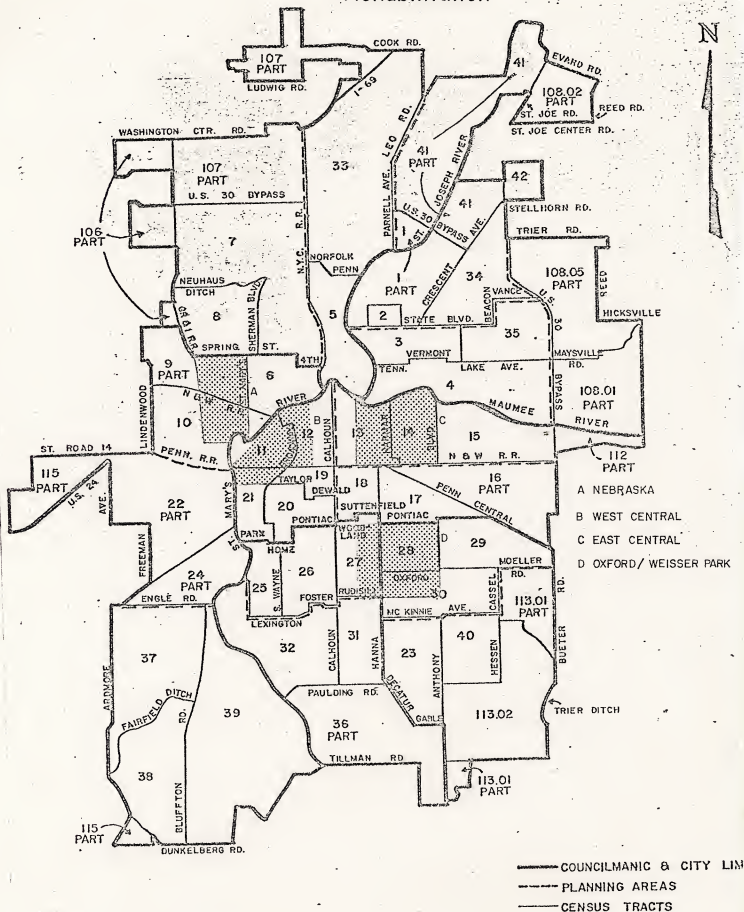 N
COOK RD.
107
PART
LUDWIG RD.
I-69
EVARD RD.
41
108.02
PART
REED RD.
ST. JOE RD.
ST. JOE CENTER RD.
WASHINGTON CTR. RD.
LEO RD.
33
41
PART
JOSEPH RIVER
107
PART
U.S. 30 BYPASS
PARNELL AVE.
42
41
STELLHORN RD.
U.S. 30 BYPASS
TRIER RD.
106
PART
7
N.Y.C. R.R.
1
ST.
NORFOLK
PENN
1
PART
CRESCENT AVE.
34
108.05
PART
REED
NEUHAUS
DITCH
8
SHERMAN BLVD.
5
2
STATE BLVD.
BEACON
VANCE
U.S. 30
HICKSVILLE
G R & I R R
SPRING ST.
4TH
3
VERMONT
35
MAYSVILLE
RD.
9
PART
6
TENN.
LAKE AVE.
A
N & W R.R.
RIVER
4
BYPASS
108.01
PART
LINDENWOOD
10
MAUMEE
RIVER
11
B
12
CALHOUN
13
14
BLVD.
C
15
112
PART
ST. ROAD 14
PENN. R.R.
N & W R.R.
115
PART
U.S. 24
AVE.
TAYLOR
19
DEWALD
18
16
PART
A NEBRASKA
22
PART
MARY'S
21
20
SUTTENFIELD
17
PENN CENTRAL
B WEST CENTRAL
PONTIAC
PONTIAC
C EAST CENTRAL
ST.
PARK
HOME
WOODLAND
28
D
29
D OXFORD/ WEISSER PARK
FREEMAN
24
PART
25
S. WAYNE
26
27
OXFORD
MOELLER
RD.
ENGLE RD.
FOSTER
RUDISILL
30
CASSEL
113.01
PART
BUETER RD.
LEXINGTON
MC KINNIE AVE.
37
32
CALHOUN
31
HANNA
23
ANTHONY
40
HESSEN
ARDMORE
PAULDING RD.
DECATUR
FAIRFIELD DITCH
RD.
39
36
PART
GABLE
113.02
TRIER DITCH
38
TILLMAN RD
BLUFFTON
113.01
PART
115
PART
DUNKELBERG RD.
COUNCILMANIC & CITY LIM
PLANNING AREAS
CENSUS TRACTS